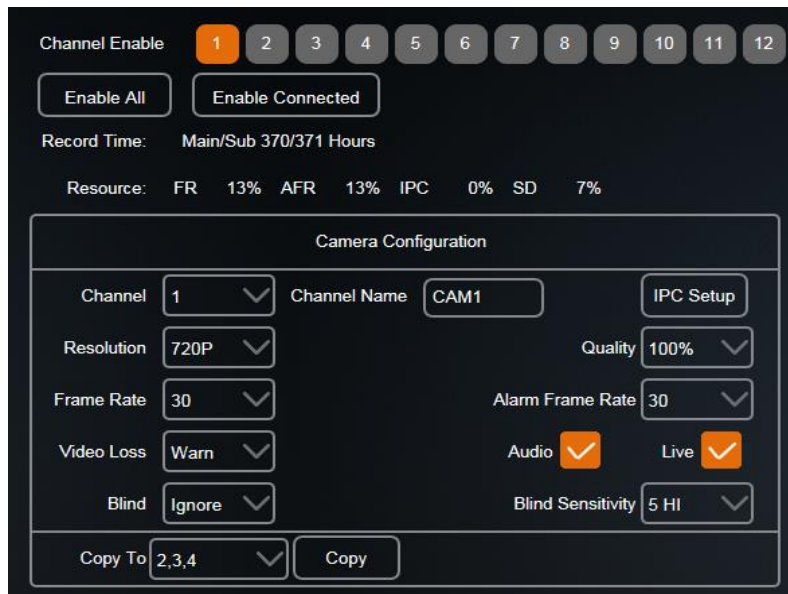 Channel Enable 1 2 3 4 5 6 7 8 9 10 11 12
Enable All Enable Connected
Record Time: Main/Sub 370/371 Hours
Resource: FR 13% AFR 13% IPC 0% SD 7%
Camera Configuration
Channel 1 Channel Name CAM1 IPC Setup
Resolution 720P Quality 100%
Frame Rate 30 Alarm Frame Rate 30
Video Loss Warn Audio Live
Blind Ignore Blind Sensitivity 5 HI
Copy To 2,3,4 Copy